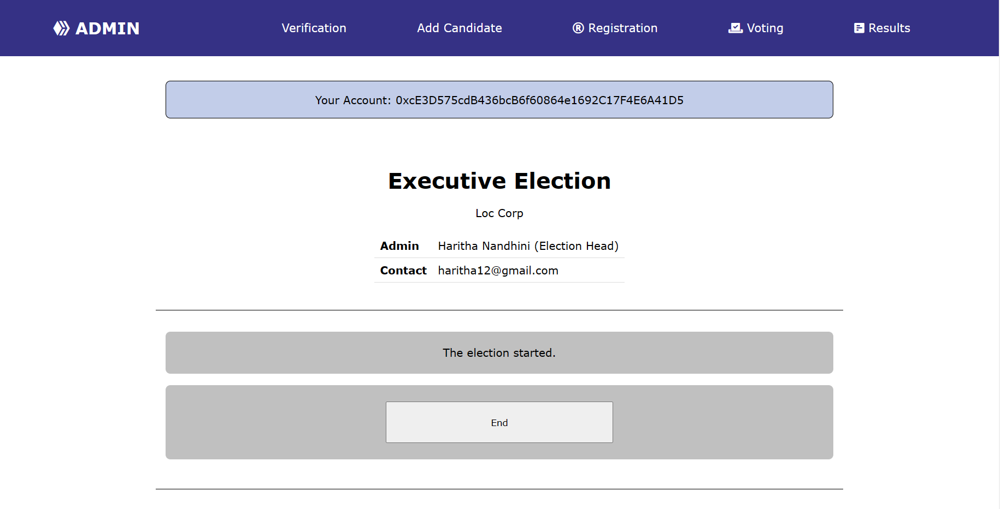 ADMIN Verification Add Candidate ® Registration Voting Results
Your Account: 0xcE3D575cdB436bcB6f60864e1692C17F4E6A41D5
Executive Election
Loc Corp
Admin Haritha Nandhini (Election Head)
Contact haritha12@gmail.com
The election started.
End